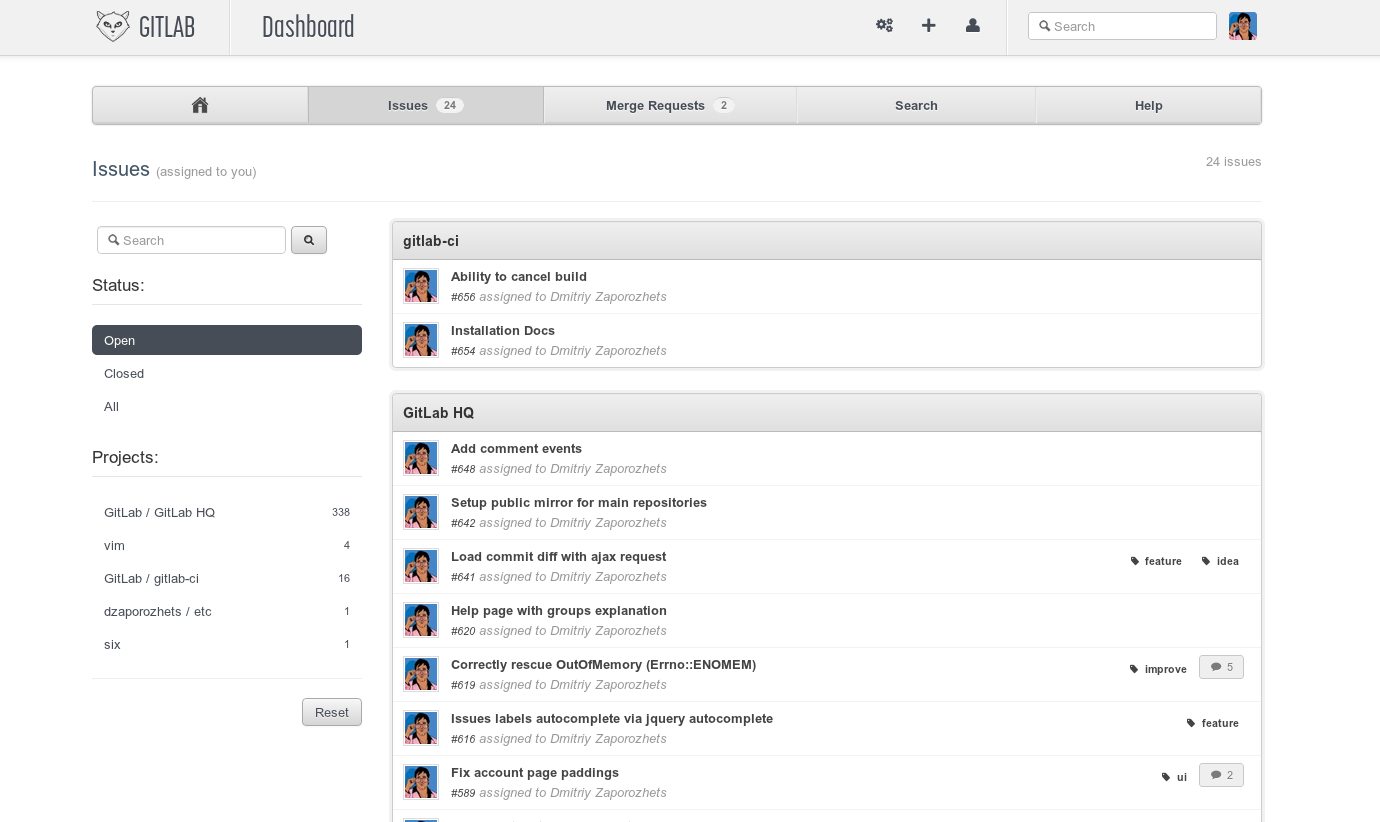 GITLAB
Dashboard
Search
Issues 24
Merge Requests 2
Search
Help
Issues (assigned to you)
24 issues
Search
Status:
Open
Closed
All
Projects:
GitLab / GitLab HQ 338
vim 4
GitLab / gitlab-ci 16
dzaporozhets / etc 1
six 1
Reset
gitlab-ci
Ability to cancel build
#656 assigned to Dmitriy Zaporozhets
Installation Docs
#654 assigned to Dmitriy Zaporozhets
GitLab HQ
Add comment events
#648 assigned to Dmitriy Zaporozhets
Setup public mirror for main repositories
#642 assigned to Dmitriy Zaporozhets
Load commit diff with ajax request
feature idea
#641 assigned to Dmitriy Zaporozhets
Help page with groups explanation
#620 assigned to Dmitriy Zaporozhets
Correctly rescue OutOfMemory (Errno::ENOMEM)
improve 5
#619 assigned to Dmitriy Zaporozhets
Issues labels autocomplete via jquery autocomplete
feature
#616 assigned to Dmitriy Zaporozhets
Fix account page paddings
ui 2
#589 assigned to Dmitriy Zaporozhets